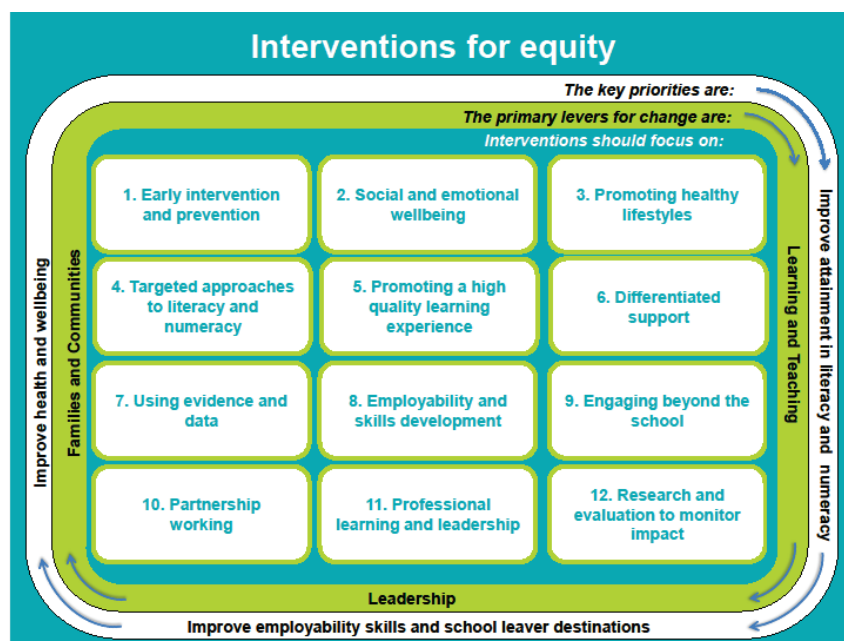 Interventions for equity
The key priorities are:
The primary levers for change are:
Interventions should focus on:
1. Early intervention
and prevention
2. Social and emotional
wellbeing
3. Promoting healthy
lifestyles
4. Targeted approaches
to literacy and
numeracy
5. Promoting a high
quality learning
experience
6. Differentiated
support
7. Using evidence and
data
8. Employability and
skills development
9. Engaging beyond the
school
10. Partnership
working
11. Professional
learning and leadership
12. Research and
evaluation to monitor
impact
Learning and Teaching
Improve attainment in literacy and numeracy
Leadership
Improve employability skills and school leaver destinations
Families and Communities
Improve health and wellbeing